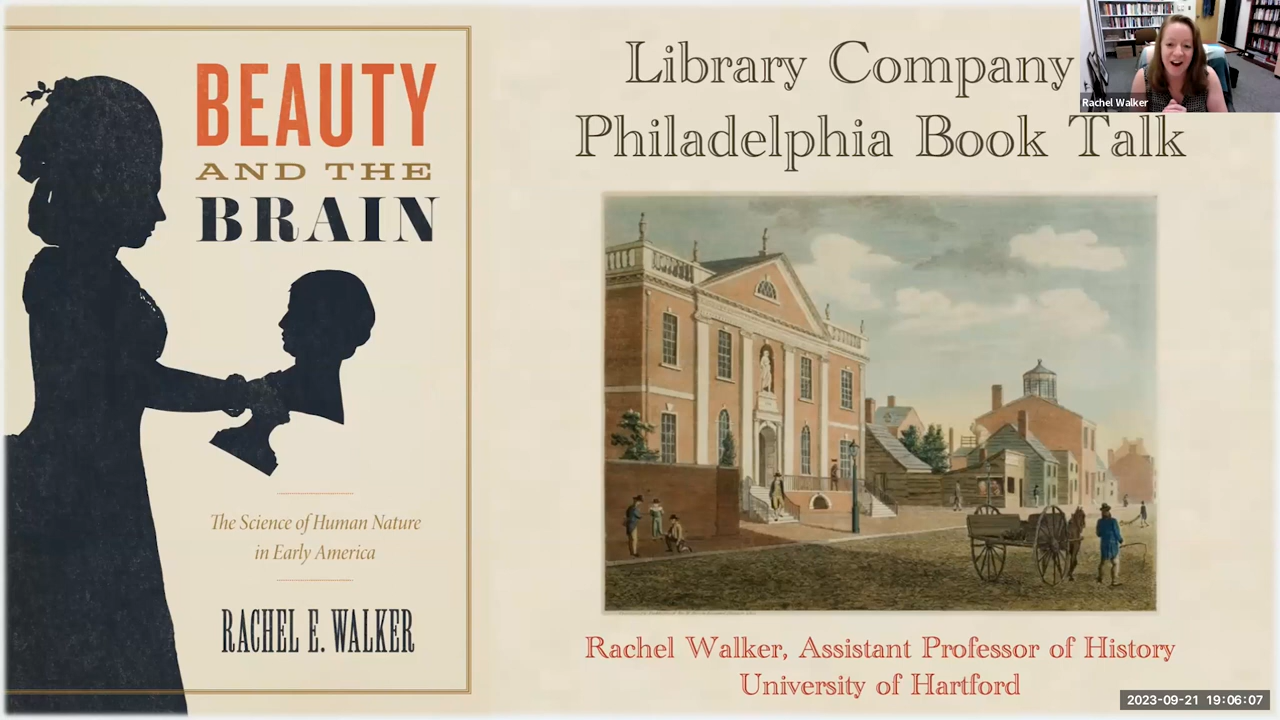 BEAUTY
AND THE
BRAIN
The Science of Human Nature
in Early America
RACHEL E. WALKER
Library Company
Philadelphia Book Talk
Rachel Walker
Rachel Walker, Assistant Professor of History
University of Hartford
2023-09-21 19:06:07